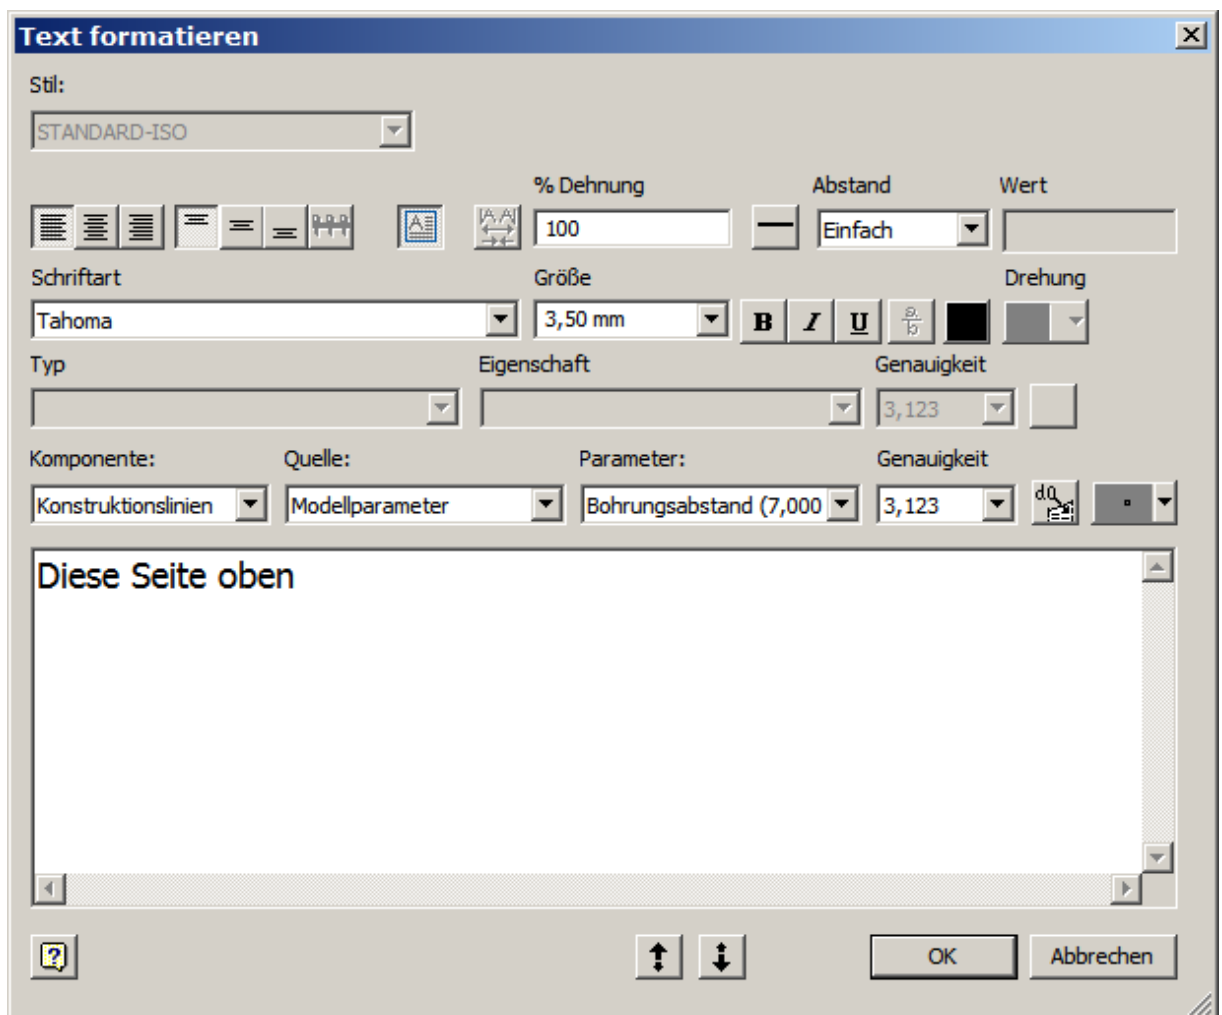 Text formatieren
Stil:
STANDARD-ISO
% Dehnung Abstand Wert
100 Einfach
Schriftart Größe Drehung
Tahoma 3,50 mm B I U a/b
Typ Eigenschaft Genauigkeit
3,123
Komponente: Quelle: Parameter: Genauigkeit
Konstruktionslinien Modellparameter Bohrungsabstand (7,000 3,123
Diese Seite oben
OK Abbrechen